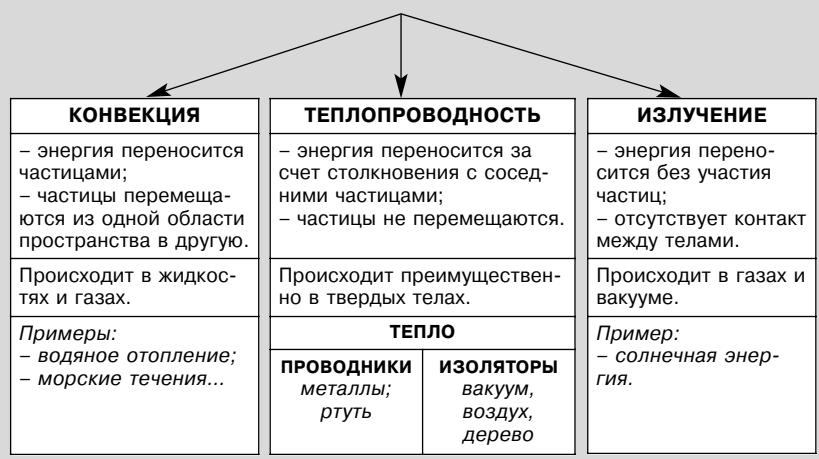 КОНВЕКЦИЯ
– энергия переносится
частицами;
– частицы перемеща-
ются из одной области
пространства в другую.
Происходит в жидкос-
тях и газах.
Примеры:
– водяное отопление;
– морские течения...
ТЕПЛОПРОВОДНОСТЬ
– энергия переносится за
счет столкновения с сосед-
ними частицами;
– частицы не перемещаются.
Происходит преимуществен-
но в твердых телах.
ТЕПЛО
ПРОВОДНИКИ
металлы;
ртуть
ИЗОЛЯТОРЫ
вакуум,
воздух,
дерево
ИЗЛУЧЕНИЕ
– энергия перено-
сится без участия
частиц;
– отсутствует контакт
между телами.
Происходит в газах и
вакууме.
Пример:
– солнечная энер-
гия.